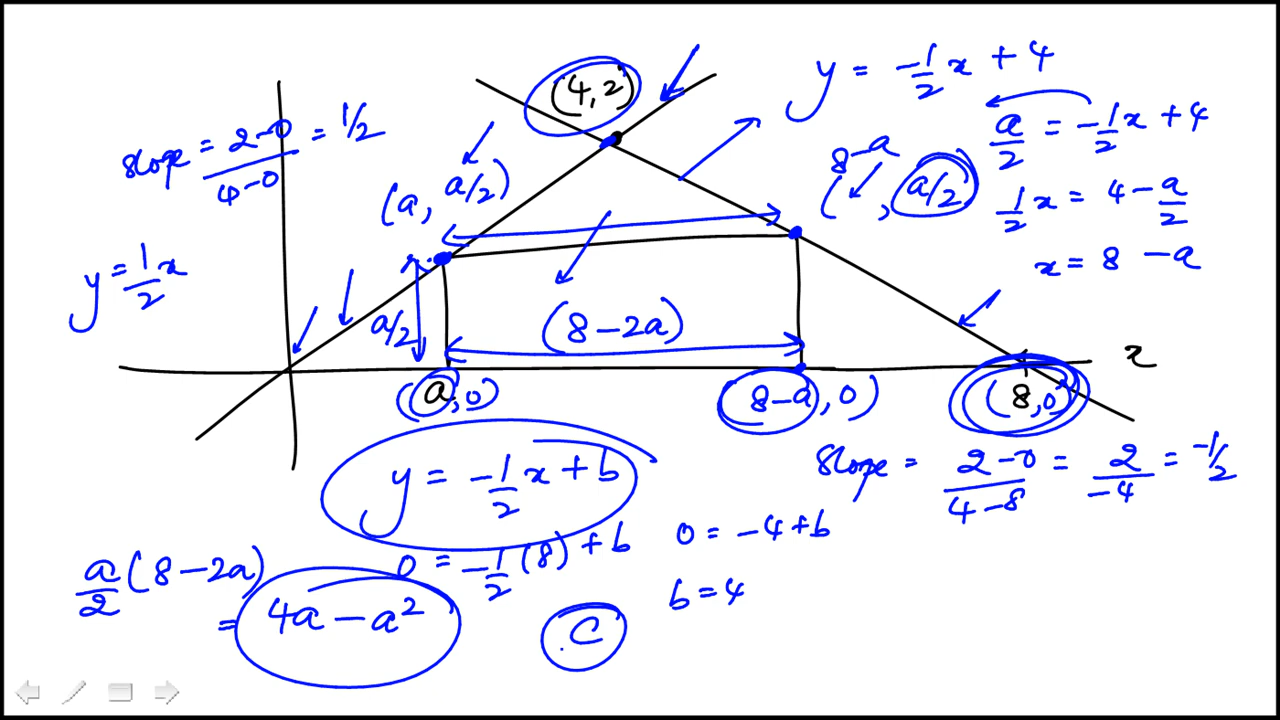 (4,2)
y = -1/2 x + 4
slope = (2-0)/(4-0) = 1/2
a/2 = -1/2 x + 4
8-a
(a, a/2)
( , a/2)
1/2 x = 4 - a/2
x = 8 - a
y = 1/2 x
a/2
(8-2a)
x
(a,0)
(8-a,0)
(8,0)
y = -1/2 x + b
slope = (2-0)/(4-8) = 2/-4 = -1/2
0 = -1/2 (8) + b
0 = -4+b
a/2 (8-2a)
b = 4
= 4a - a²
C